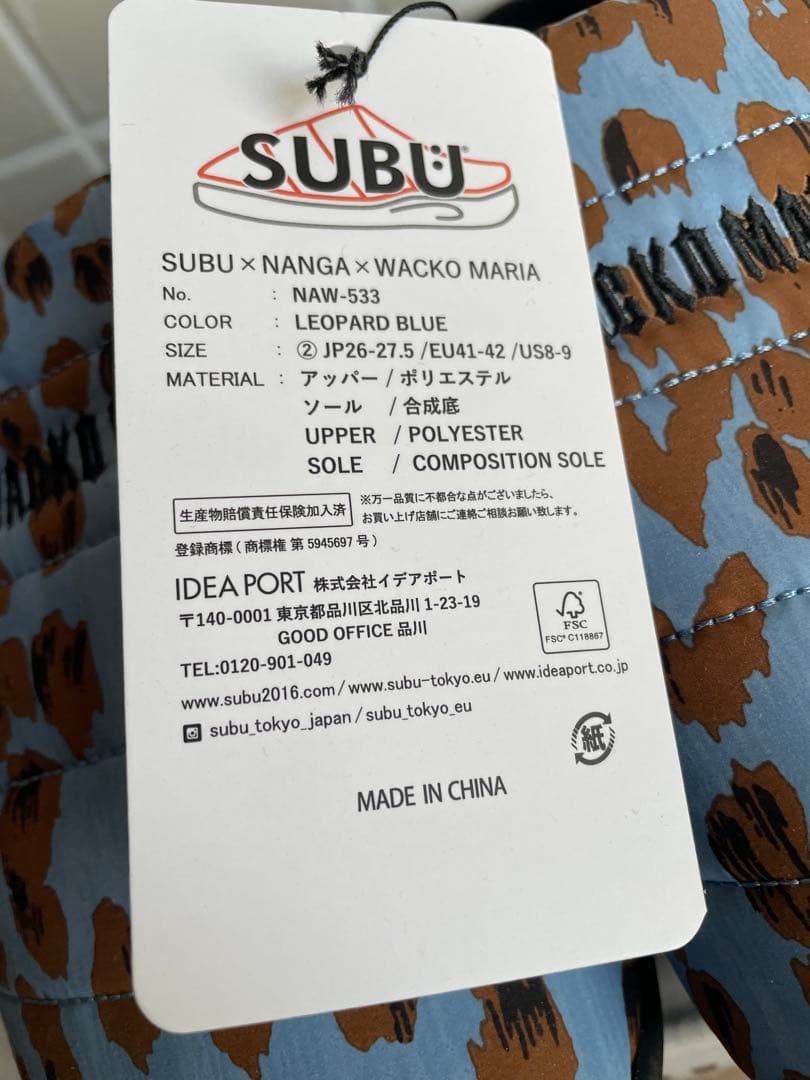 SUBÜ
SUBU×NANGA×WACKO MARIA
No. : NAW-533
COLOR : LEOPARD BLUE
SIZE : ② JP26-27.5 /EU41-42 /US8-9
MATERIAL : アッパー / ポリエステル
ソール / 合成底
UPPER / POLYESTER
SOLE / COMPOSITION SOLE
生産物賠償責任保険加入済
※万一品質に不都合な点がございましたら、
お買い上げ店舗にご連絡ご相談お願い致します。
登録商標 ( 商標権 第 5945697 号 )
IDEA PORT 株式会社イデアポート
〒140-0001 東京都品川区北品川 1-23-19
GOOD OFFICE 品川
TEL:0120-901-049
www.subu2016.com / www.subu-tokyo.eu / www.ideaport.co.jp
subu_tokyo_japan / subu_tokyo_eu
FSC
FSC® C118867
紙
MADE IN CHINA